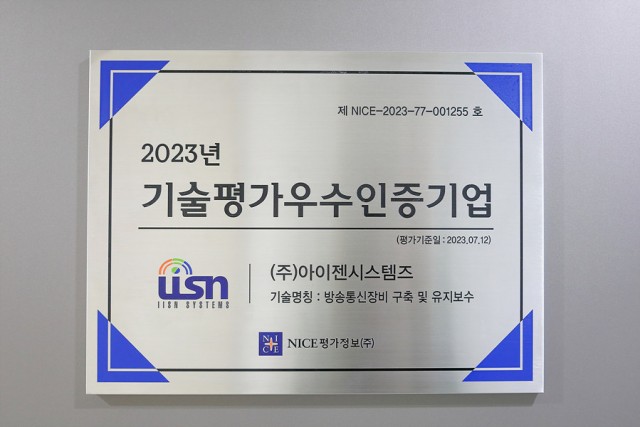 제 NICE-2023-77-001255 호
2023년
기술평가우수인증기업
(평가기준일 : 2023.07.12)
iisn
IISN SYSTEMS
(주)아이젠시스템즈
기술명칭 : 방송통신장비 구축 및 유지보수
NICE NICE평가정보(주)